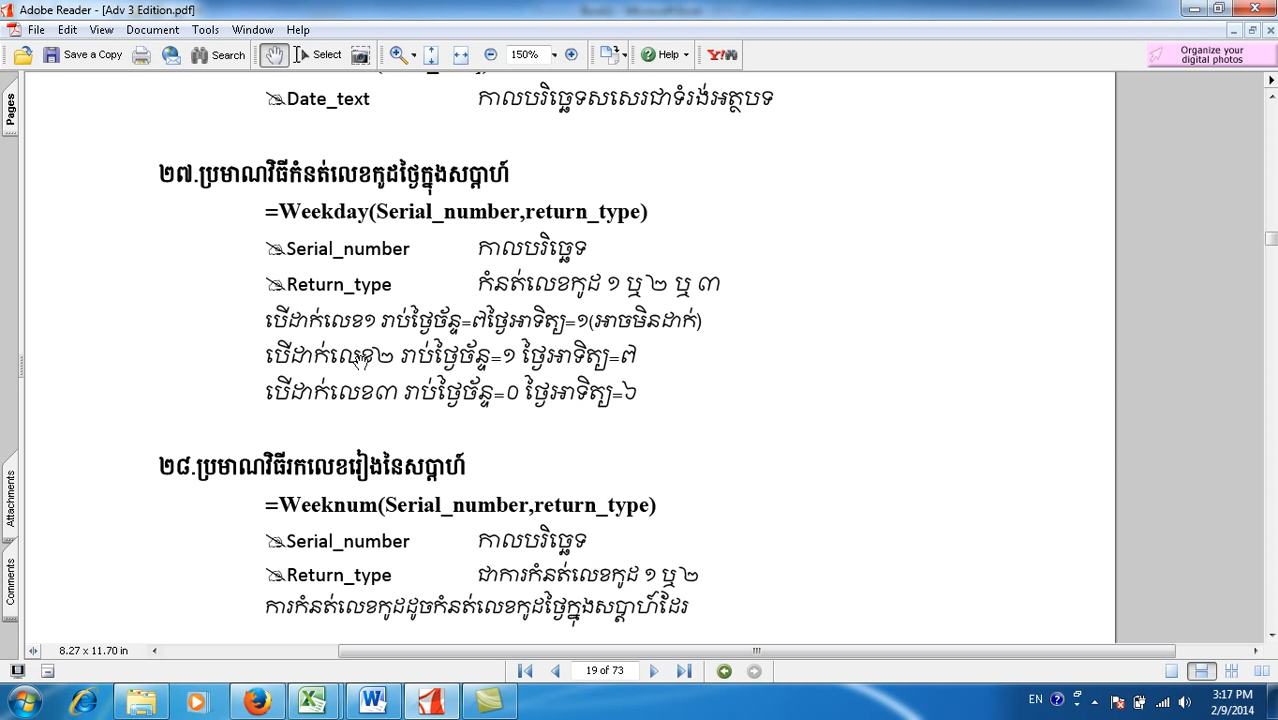 Adobe Reader - [Adv 3 Edition.pdf]
File Edit View Document Tools Window Help
Save a Copy Search Select 150% Help Y!
Organize your
digital photos
Pages
Date_text កាលបរិច្ឆេទសសេរជាទំរង់អត្ថបទ
២៧.ប្រមាណវិធីកំនត់លេខកូដថ្ងៃក្នុងសប្តាហ៍
=Weekday(Serial_number,return_type)
Serial_number កាលបរិច្ឆេទ
Return_type កំនត់លេខកូដ ១ ឬ ២ ឬ ៣
បើដាក់លេខ១ រាប់ថ្ងៃច័ន្ទ=៧ថ្ងៃអាទិត្យ=១(អាចមិនដាក់)
បើដាក់លេខ២ រាប់ថ្ងៃច័ន្ទ=១ ថ្ងៃអាទិត្យ=៧
បើដាក់លេខ៣ រាប់ថ្ងៃច័ន្ទ=០ ថ្ងៃអាទិត្យ=៦
២៨.ប្រមាណវិធីរកលេខរៀងនៃសប្តាហ៍
=Weeknum(Serial_number,return_type)
Serial_number កាលបរិច្ឆេទ
Return_type ជាការកំនត់លេខកូដ ១ ឬ ២
ការកំនត់លេខកូដដូចកំនត់លេខកូដថ្ងៃក្នុងសប្តាហ៍ដែរ
Attachments
Comments
8.27 x 11.70 in
19 of 73
EN 3:17 PM
2/9/2014